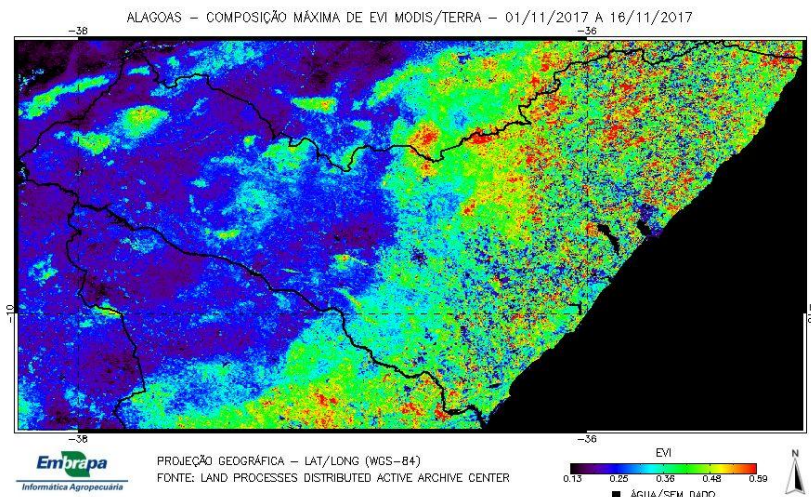 ALAGOAS – COMPOSIÇÃO MÁXIMA DE EVI MODIS/TERRA – 01/11/2017 A 16/11/2017
-38 -36
-10
-38 -36
Embrapa
Informática Agropecuária
PROJEÇÃO GEOGRÁFICA – LAT/LONG (WGS-84)
FONTE: LAND PROCESSES DISTRIBUTED ACTIVE ARCHIVE CENTER
EVI
0.13 0.25 0.36 0.48 0.59
ÁGUA/SEM DADO
N